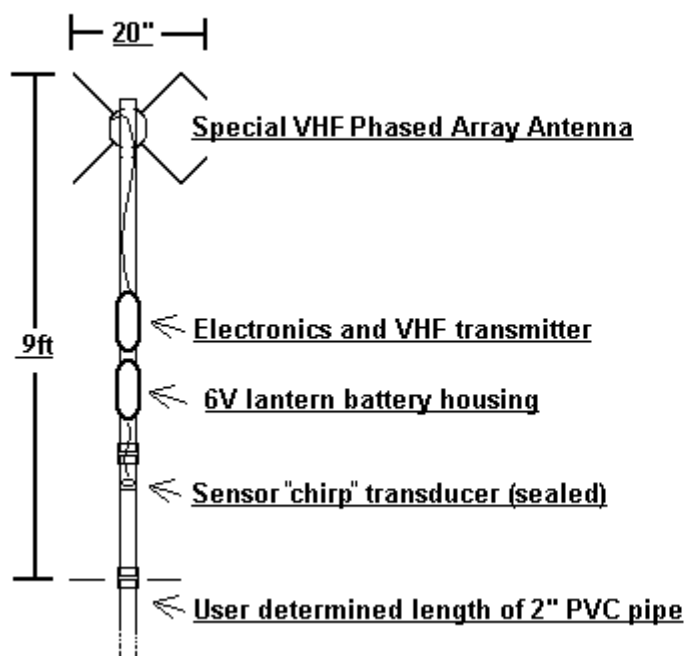 20"
Special VHF Phased Array Antenna
Electronics and VHF transmitter
9ft
6V lantern battery housing
Sensor "chirp" transducer (sealed)
User determined length of 2" PVC pipe